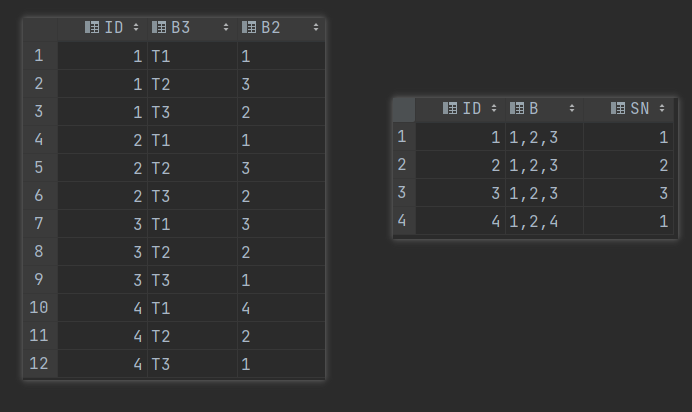 ID B3 B2
1 1 T1 1
2 1 T2 3
3 1 T3 2
4 2 T1 1
5 2 T2 3
6 2 T3 2
7 3 T1 3
8 3 T2 2
9 3 T3 1
10 4 T1 4
11 4 T2 2
12 4 T3 1
ID B SN
1 1 1,2,3 1
2 2 1,2,3 2
3 3 1,2,3 3
4 4 1,2,4 1